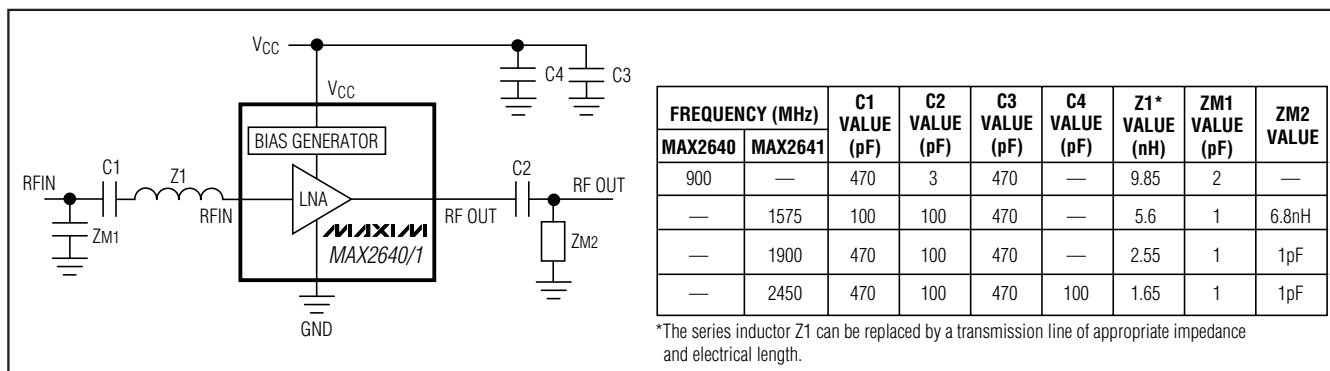 VCC
C4
C3
VCC
BIAS GENERATOR
C1
Z1
C2
RFIN
RFIN
LNA
RF OUT
RF OUT
MAXIM
MAX2640/1
ZM1
ZM2
GND
FREQUENCY (MHz) C1 VALUE (pF) C2 VALUE (pF) C3 VALUE (pF) C4 VALUE (pF) Z1* VALUE (nH) ZM1 VALUE (pF) ZM2 VALUE
MAX2640 MAX2641
900 — 470 3 470 — 9.85 2 —
— 1575 100 100 470 — 5.6 1 6.8nH
— 1900 470 100 470 — 2.55 1 1pF
— 2450 470 100 470 100 1.65 1 1pF
*The series inductor Z1 can be replaced by a transmission line of appropriate impedance
and electrical length.